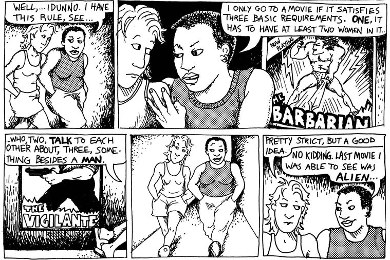 WELL,... I DUNNO. I HAVE
THIS RULE, SEE...
I ONLY GO TO A MOVIE IF IT SATISFIES
THREE BASIC REQUIREMENTS. ONE, IT
HAS TO HAVE AT LEAST TWO WOMEN IN IT
THE
BARBARIAN
...WHO, TWO, TALK TO EACH
OTHER ABOUT, THREE, SOME-
THING BESIDES A MAN.
THE
VIGILANTE
PRETTY STRICT, BUT A GOOD
IDEA.
NO KIDDING. LAST MOVIE I
WAS ABLE TO SEE WAS
ALIEN...